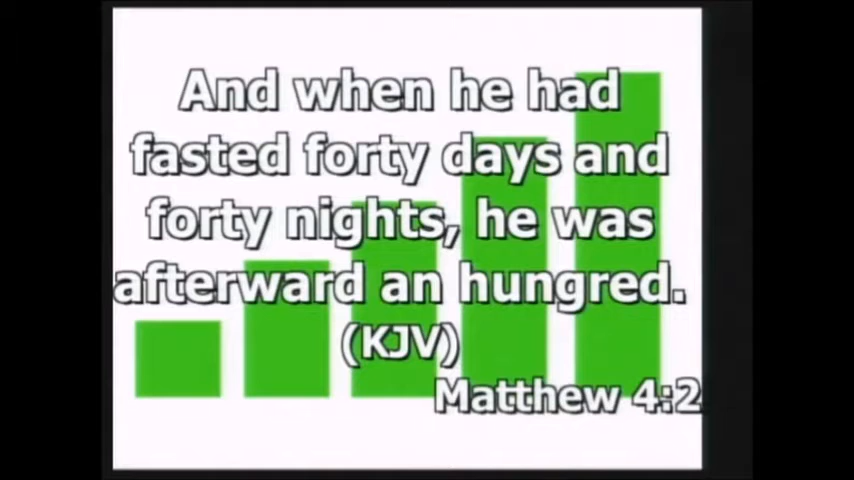 And when he had
fasted forty days and
forty nights, he was
afterward an hungred.
(KJV)
Matthew 4:2